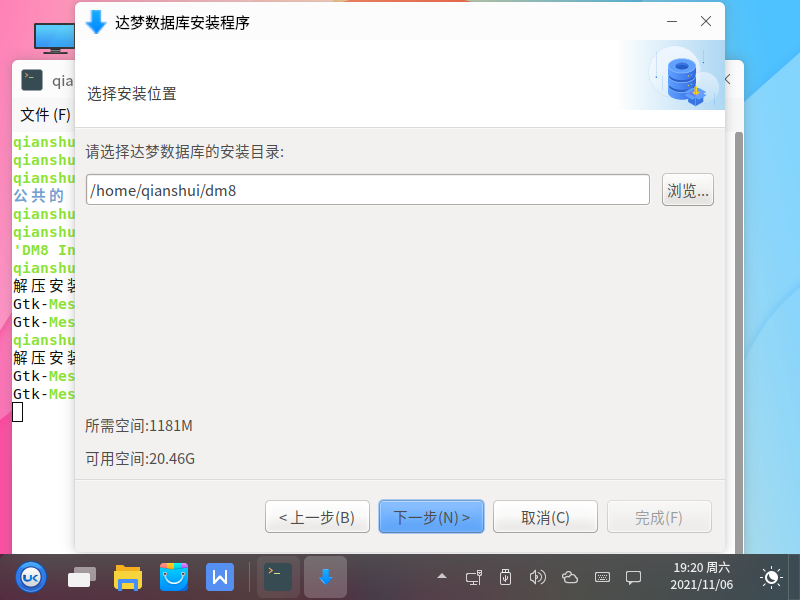 达梦数据库安装程序
选择安装位置
请选择达梦数据库的安装目录:
/home/qianshui/dm8
浏览...
所需空间:1181M
可用空间:20.46G
< 上一步(B)
下一步(N) >
取消(C)
完成(F)
qia
文件 (F)
qianshu
qianshu
qianshu
公共的
qianshu
qianshu
'DM8 In
qianshu
解压安装
Gtk-Mes
Gtk-Mes
qianshu
解压安装
Gtk-Mes
Gtk-Mes
UK
W
19:20 周六
2021/11/06